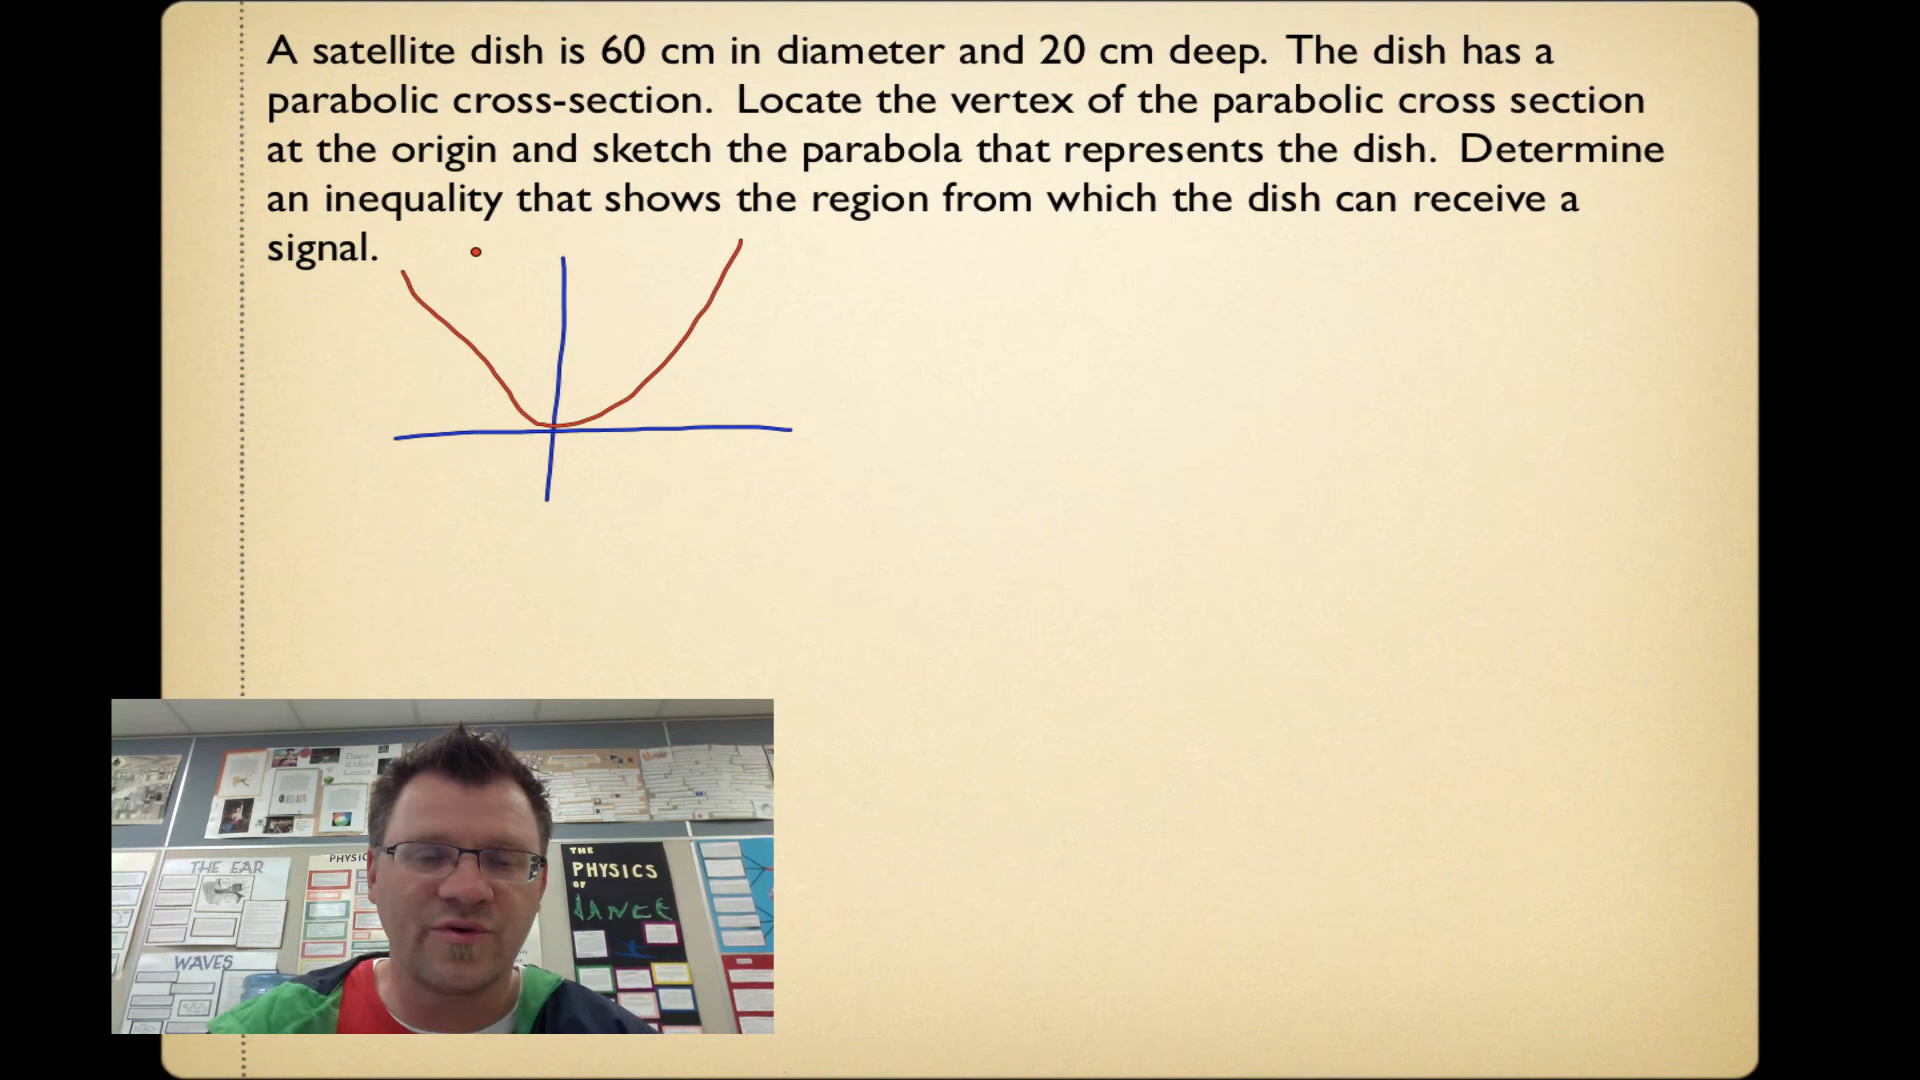 A satellite dish is 60 cm in diameter and 20 cm deep. The dish has a
parabolic cross-section. Locate the vertex of the parabolic cross section
at the origin and sketch the parabola that represents the dish. Determine
an inequality that shows the region from which the dish can receive a
signal.
THE EAR
PHYSIC
THE
PHYSICS
OF
DANCE
WAVES